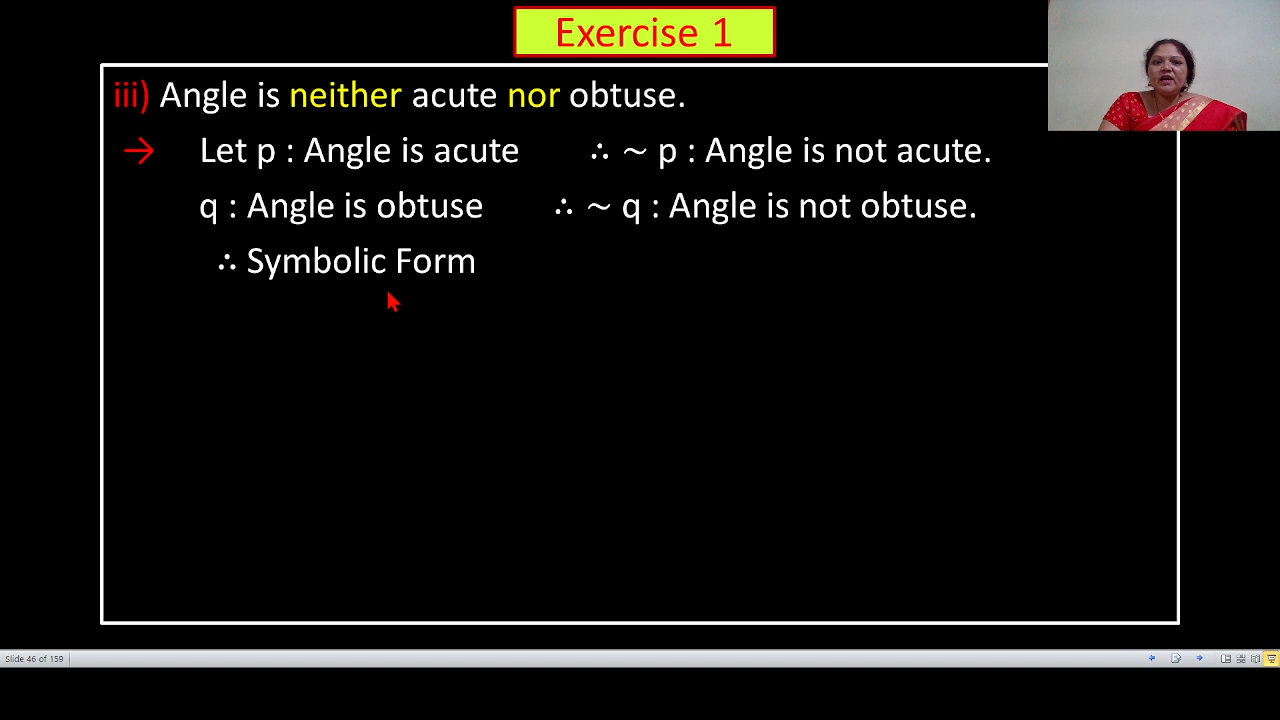 Exercise 1
iii) Angle is neither acute nor obtuse.
→ Let p : Angle is acute ∴ ~ p : Angle is not acute.
q : Angle is obtuse ∴ ~ q : Angle is not obtuse.
∴ Symbolic Form
Slide 46 of 159